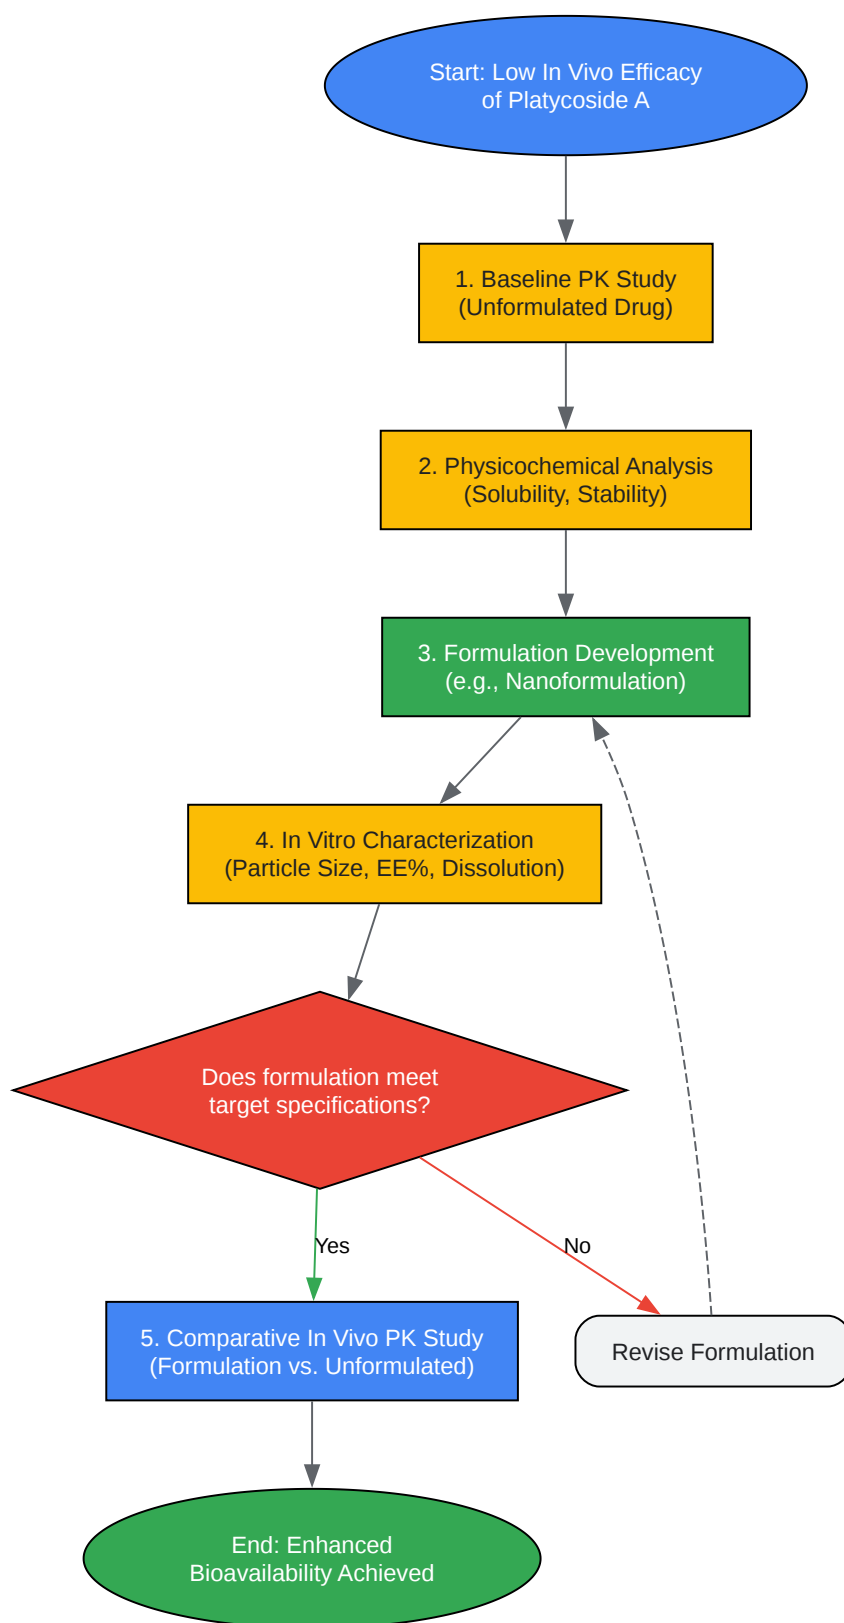 Start: Low In Vivo Efficacy
of Platycoside A
1. Baseline PK Study
(Unformulated Drug)
2. Physicochemical Analysis
(Solubility, Stability)
3. Formulation Development
(e.g., Nanoformulation)
4. In Vitro Characterization
(Particle Size, EE%, Dissolution)
Does formulation meet
target specifications?
Yes
No
5. Comparative In Vivo PK Study
(Formulation vs. Unformulated)
Revise Formulation
End: Enhanced
Bioavailability Achieved